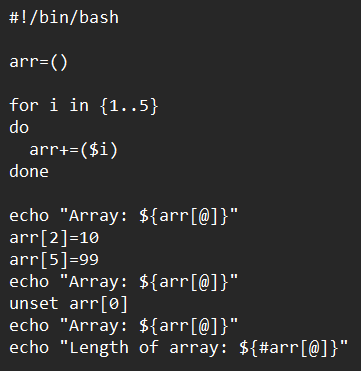 #!/bin/bash

arr=()

for i in {1..5}
do
  arr+=($i)
done

echo "Array: ${arr[@]}"
arr[2]=10
arr[5]=99
echo "Array: ${arr[@]}"
unset arr[0]
echo "Array: ${arr[@]}"
echo "Length of array: ${#arr[@]}"